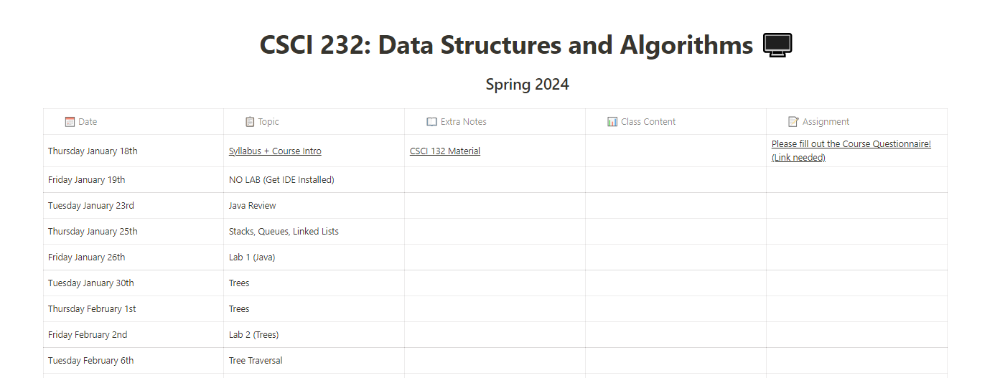 CSCI 232: Data Structures and Algorithms
Spring 2024
Date Topic Extra Notes Class Content Assignment
Thursday January 18th Syllabus + Course Intro CSCI 132 Material Please fill out the Course Questionnaire!
(Link needed)
Friday January 19th NO LAB (Get IDE Installed)
Tuesday January 23rd Java Review
Thursday January 25th Stacks, Queues, Linked Lists
Friday January 26th Lab 1 (Java)
Tuesday January 30th Trees
Thursday February 1st Trees
Friday February 2nd Lab 2 (Trees)
Tuesday February 6th Tree Traversal